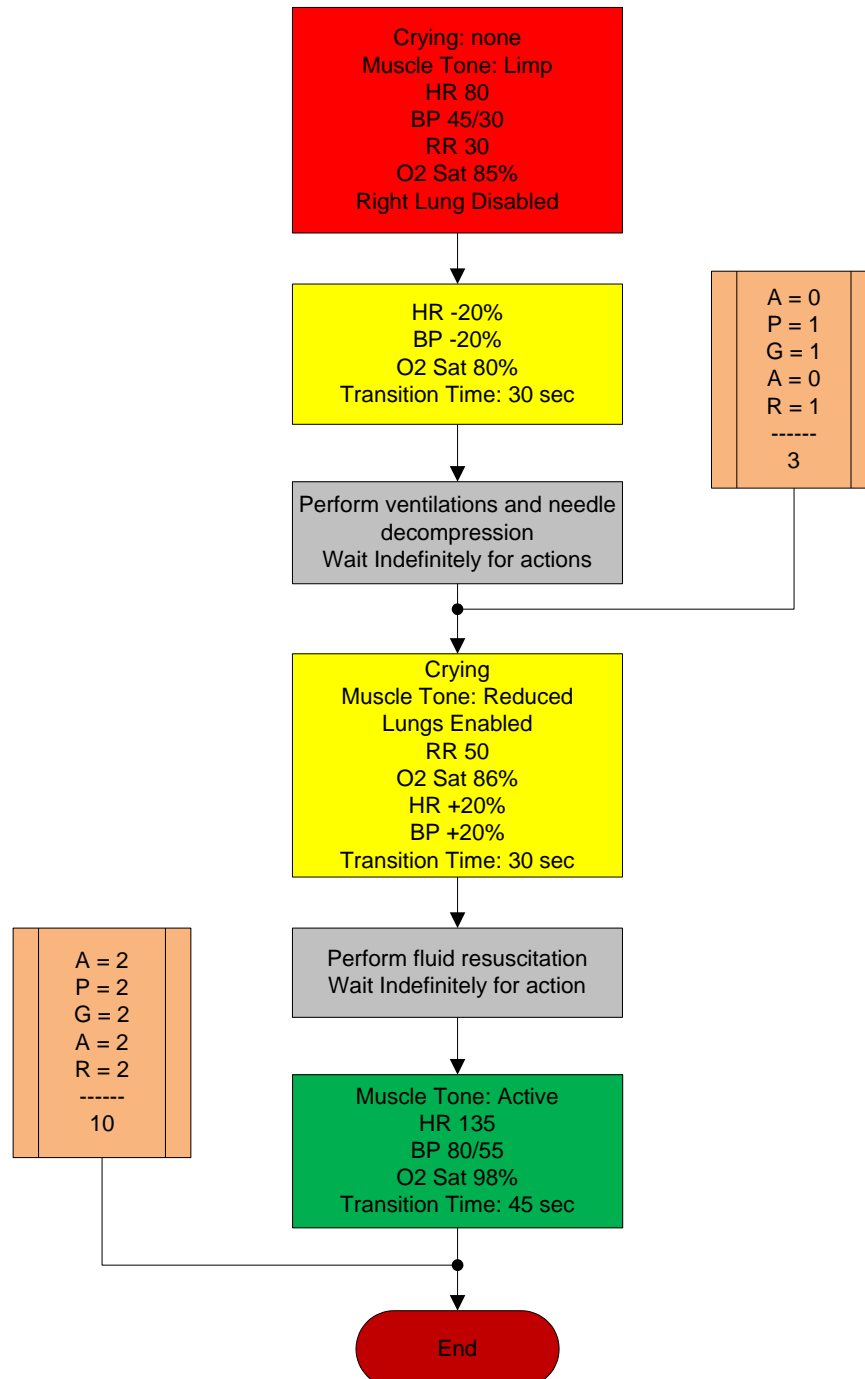 Crying: none
Muscle Tone: Limp
HR 80
BP 45/30
RR 30
O2 Sat 85%
Right Lung Disabled
HR -20%
BP -20%
O2 Sat 80%
Transition Time: 30 sec
A = 0
P = 1
G = 1
A = 0
R = 1
------
3
Perform ventilations and needle
decompression
Wait Indefinitely for actions
Crying
Muscle Tone: Reduced
Lungs Enabled
RR 50
O2 Sat 86%
HR +20%
BP +20%
Transition Time: 30 sec
Perform fluid resuscitation
Wait Indefinitely for action
A = 2
P = 2
G = 2
A = 2
R = 2
------
10
Muscle Tone: Active
HR 135
BP 80/55
O2 Sat 98%
Transition Time: 45 sec
End